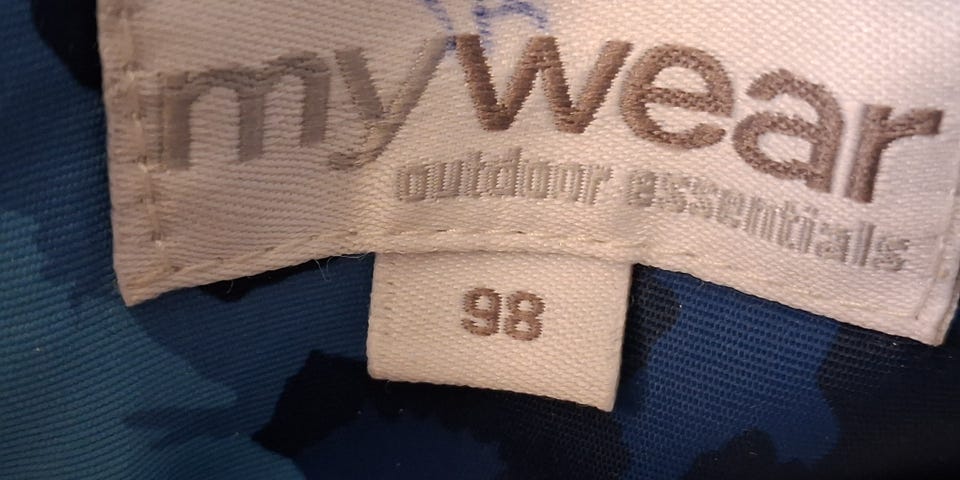 mywear
outdoor essentials
98